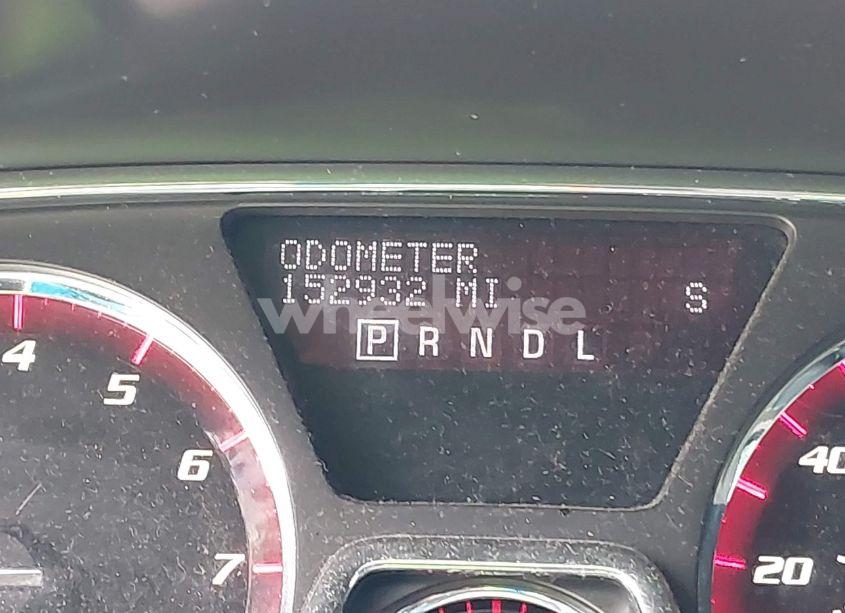 ODOMETER
152932 MI S
wheelwise
P R N D L
4
5
6
7
40
20